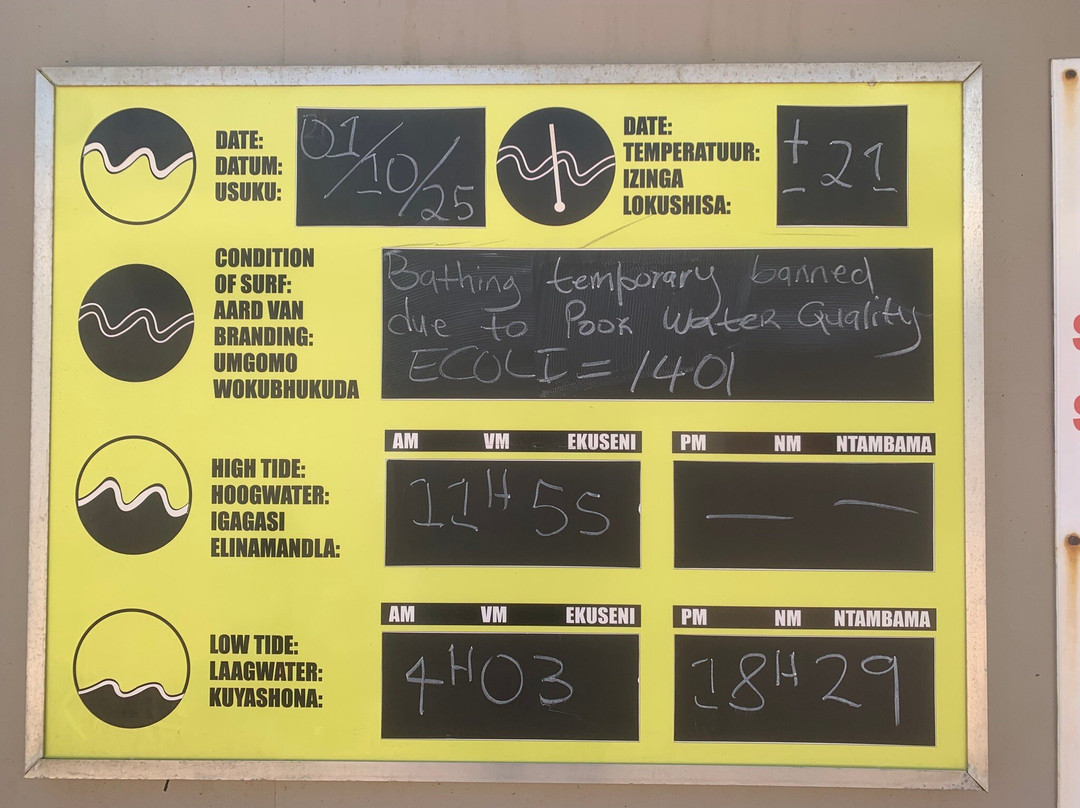 DATE:
DATUM:
USUKU:
01/10/25
DATE:
TEMPERATUUR:
IZINGA
LOKUSHISA:
± 21
CONDITION
OF SURF:
AARD VAN
BRANDING:
UMGOMO
WOKUBHUKUDA
Bathing temporary banned
due to Poor Water Quality
ECOLI = 1401
AM VM EKUSENI
PM NM NTAMBAMA
HIGH TIDE:
HOOGWATER:
IGAGASI
ELINAMANDLA:
11H55
— —
AM VM EKUSENI
PM NM NTAMBAMA
LOW TIDE:
LAAGWATER:
KUYASHONA:
4H03
18H29